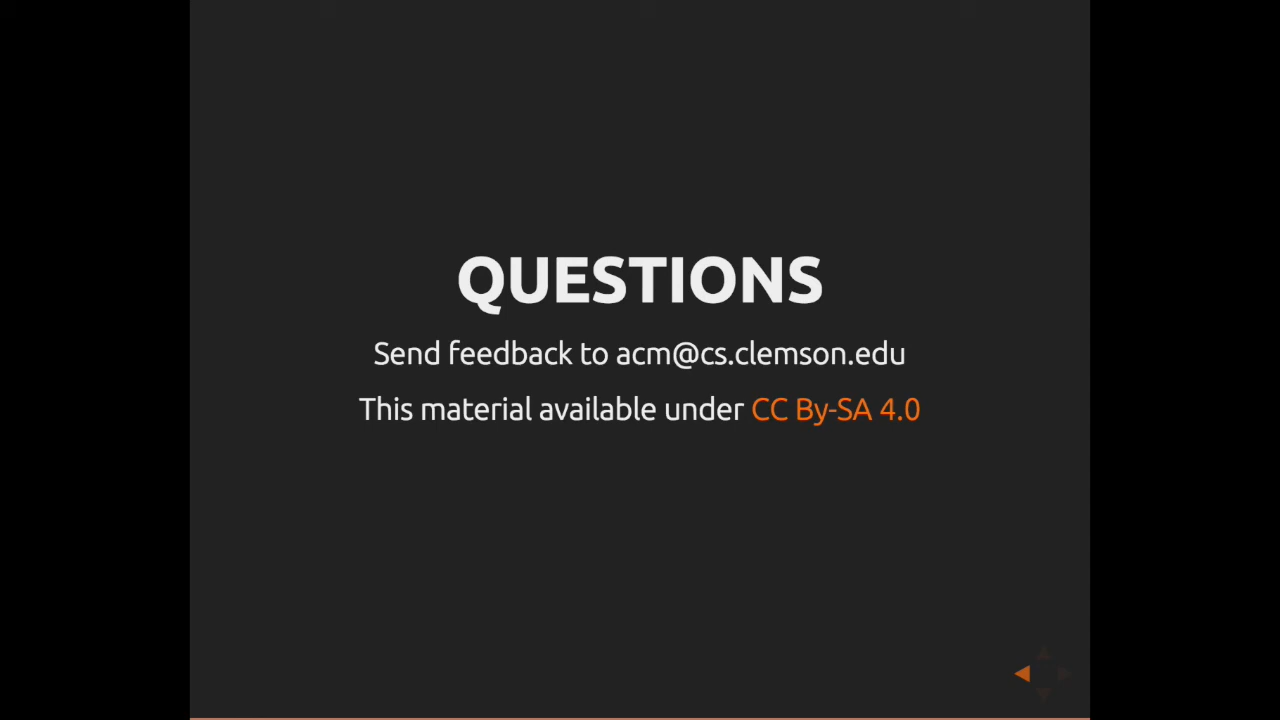 QUESTIONS
Send feedback to acm@cs.clemson.edu
This material available under CC By-SA 4.0